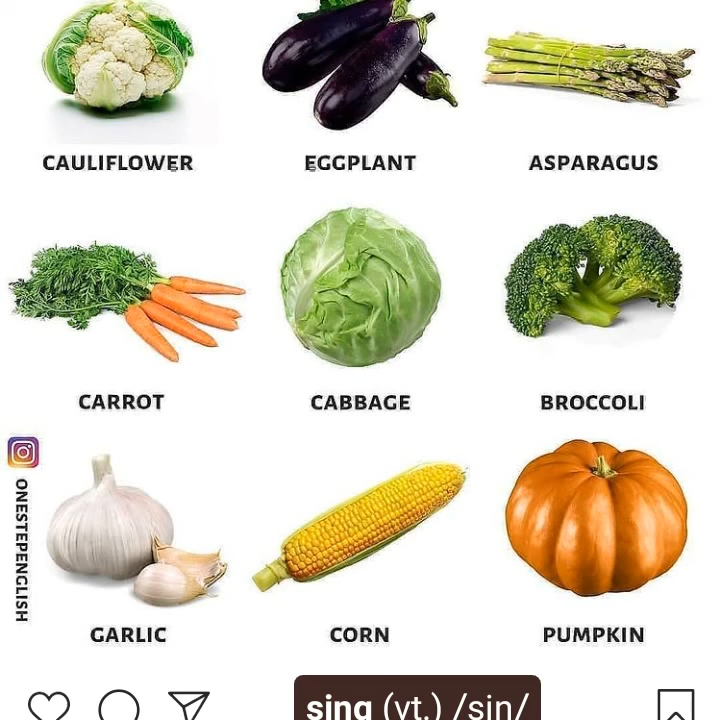 CAULIFLOWER EGGPLANT ASPARAGUS
CARROT CABBAGE BROCCOLI
ONESTEPENGLISH
GARLIC CORN PUMPKIN
sing (vt.) /sin/